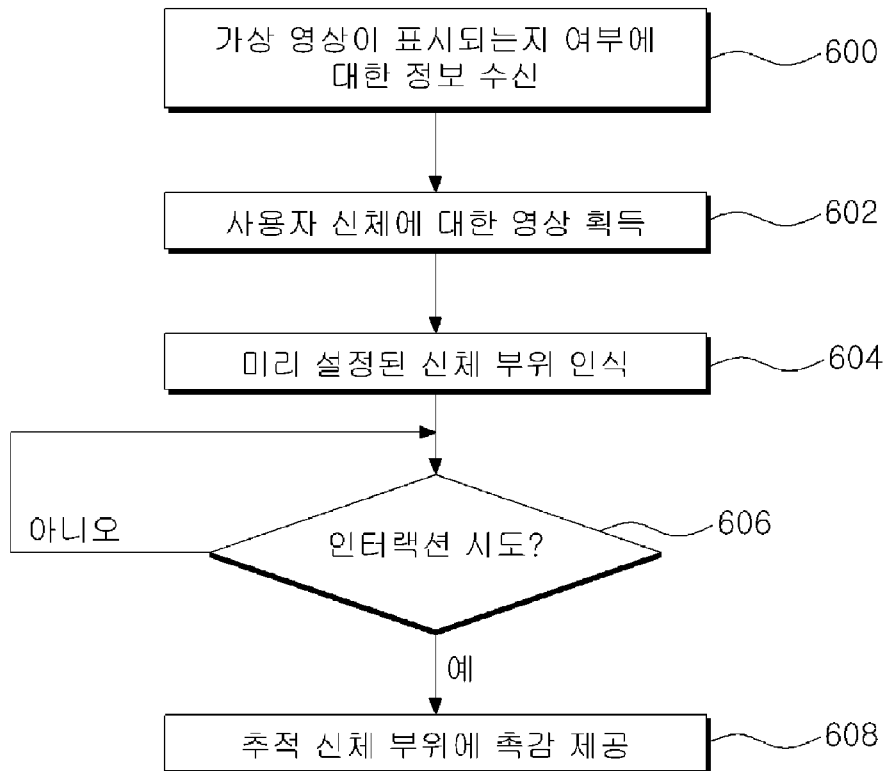 가상 영상이 표시되는지 여부에
대한 정보 수신
600
사용자 신체에 대한 영상 획득
602
미리 설정된 신체 부위 인식
604
아니오
인터랙션 시도?
606
예
추적 신체 부위에 촉감 제공
608